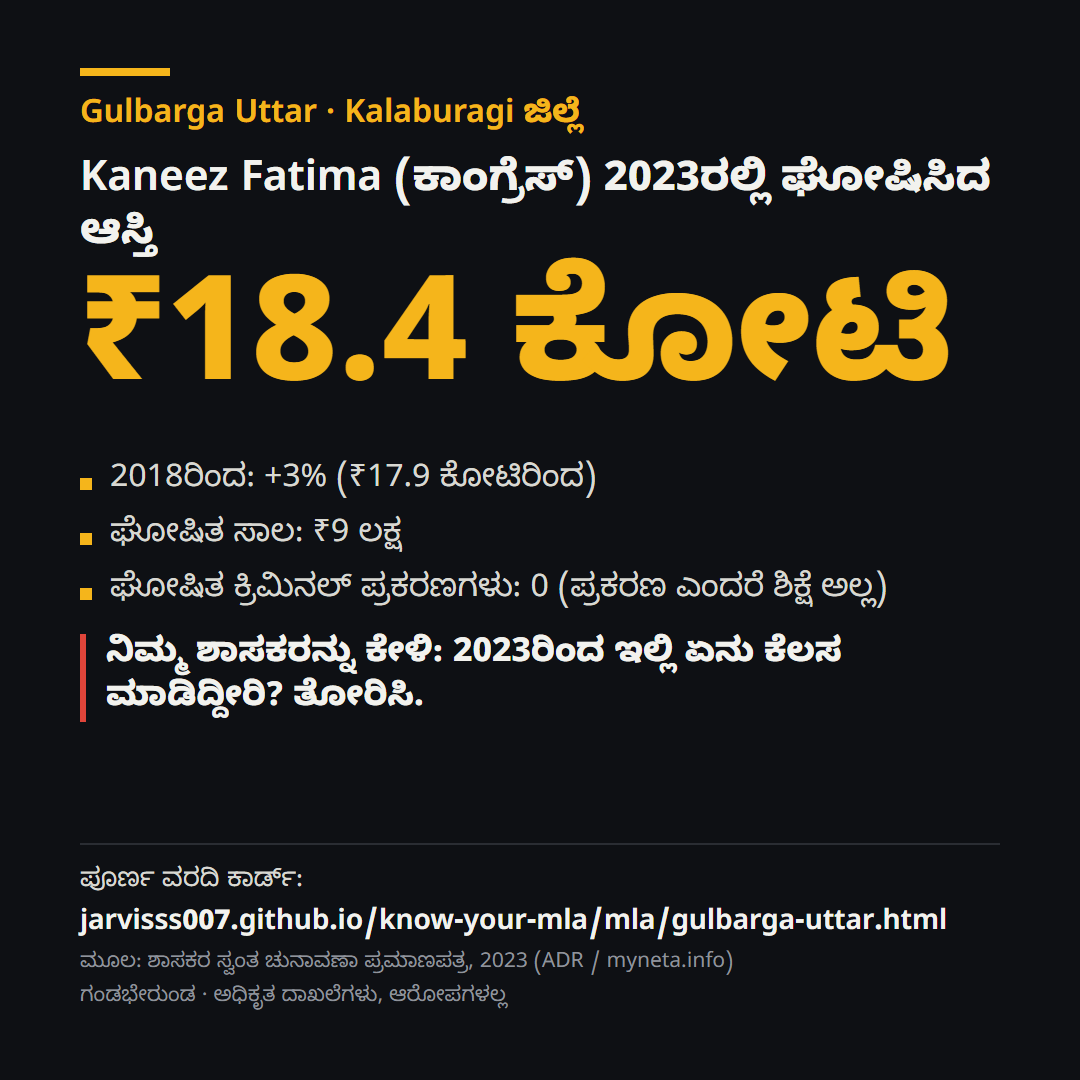 Gulbarga Uttar · Kalaburagi ಜಿಲ್ಲೆ
Kaneez Fatima (ಕಾಂಗ್ರೆಸ್) 2023ರಲ್ಲಿ ಘೋಷಿಸಿದ
ಆಸ್ತಿ
₹18.4 ಕೋಟಿ
2018ರಿಂದ: +3% (₹17.9 ಕೋಟಿರಿಂದ)
ಘೋಷಿತ ಸಾಲ: ₹9 ಲಕ್ಷ
ಘೋಷಿತ ಕ್ರಿಮಿನಲ್ ಪ್ರಕರಣಗಳು: 0 (ಪ್ರಕರಣ ಎಂದರೆ ಶಿಕ್ಷೆ ಅಲ್ಲ)
ನಿಮ್ಮ ಶಾಸಕರನ್ನು ಕೇಳಿ: 2023ರಿಂದ ಇಲ್ಲಿ ಏನು ಕೆಲಸ
ಮಾಡಿದ್ದೀರಿ? ತೋರಿಸಿ.
ಪೂರ್ಣ ವರದಿ ಕಾರ್ಡ್:
jarvisss007.github.io/know-your-mla/mla/gulbarga-uttar.html
ಮೂಲ: ಶಾಸಕರ ಸ್ವಂತ ಚುನಾವಣಾ ಪ್ರಮಾಣಪತ್ರ, 2023 (ADR / myneta.info)
ಗಂಡಭೇರುಂಡ · ಅಧಿಕೃತ ದಾಖಲೆಗಳು, ಆರೋಪಗಳಲ್ಲ